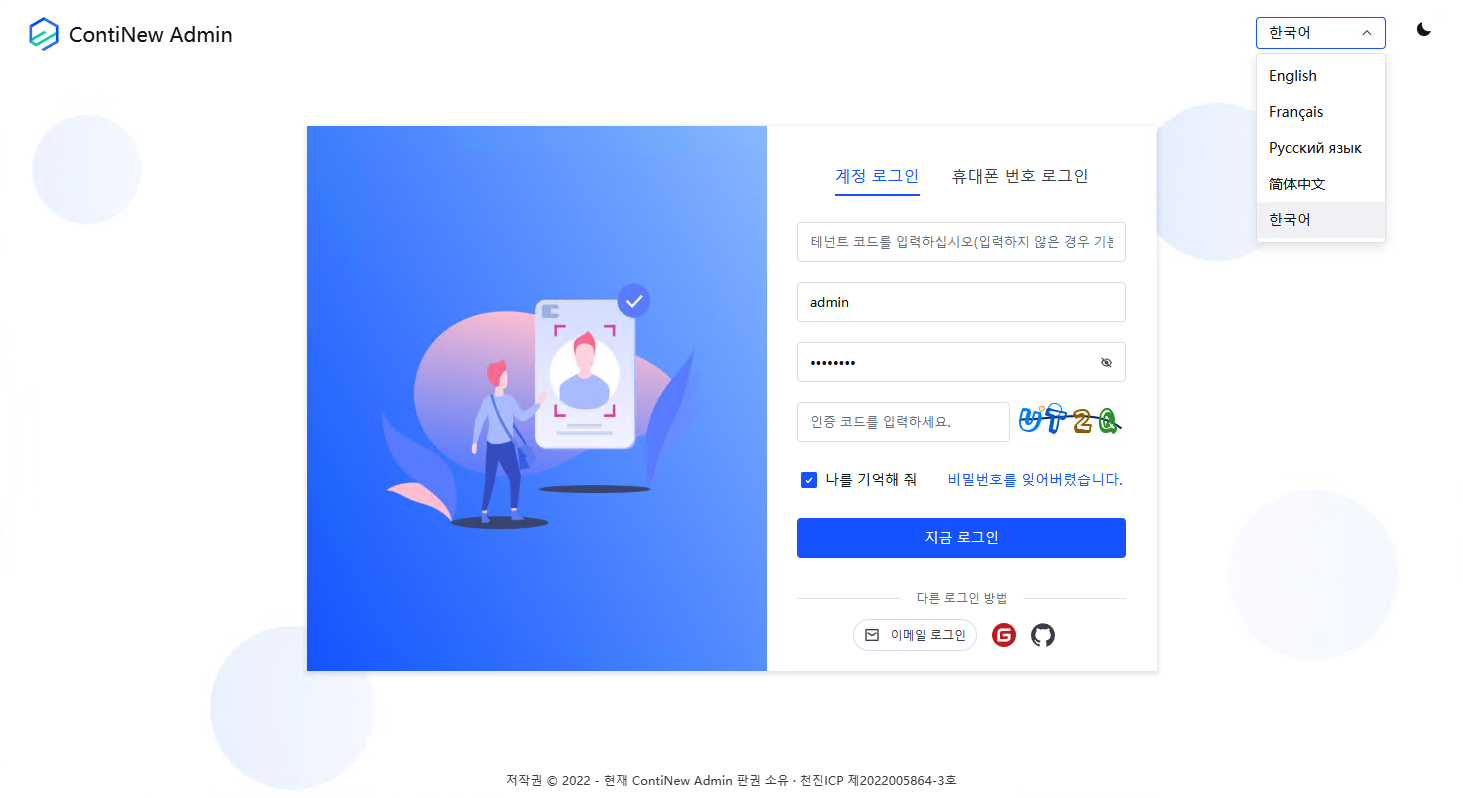 ContiNew Admin
한국어
English
Français
Русский язык
简体中文
한국어
계정 로그인
휴대폰 번호 로그인
테넌트 코드를 입력하십시오(입력하지 않은 경우 기본
admin
••••••••
인증 코드를 입력하세요.
UT2Q
나를 기억해 줘
비밀번호를 잊어버렸습니다.
지금 로그인
다른 로그인 방법
이메일 로그인
G
저작권 © 2022 - 현재 ContiNew Admin 판권 소유 · 천진ICP 제2022005864-3호